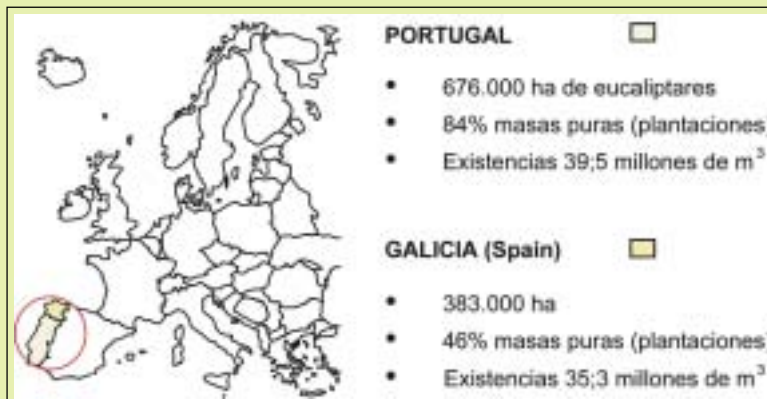 PORTUGAL
• 676.000 ha de eucaliptares
• 84% masas puras (plantaciones)
• Existencias 39;5 millones de m³
GALICIA (Spain)
• 383.000 ha
• 46% masas puras (plantaciones)
• Existencias 35;3 millones de m³